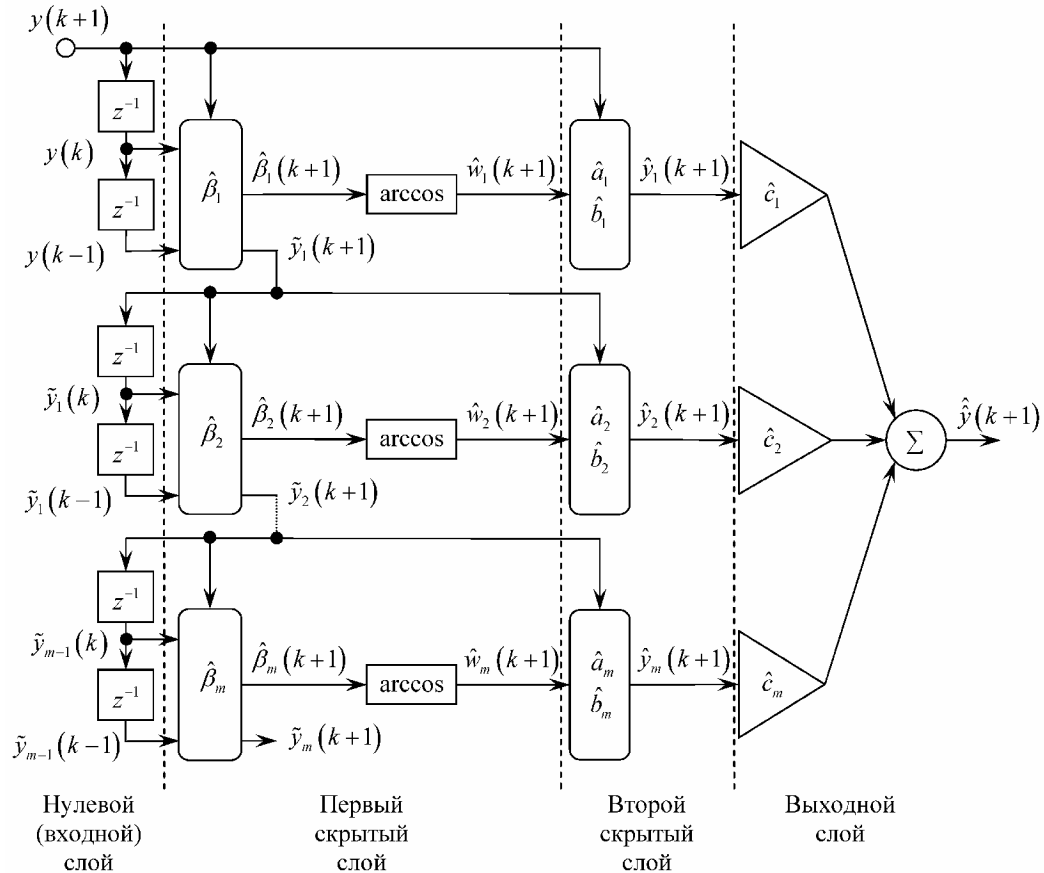 y(k+1)
z⁻¹
y(k)
z⁻¹
y(k−1)
β̂₁
β̂₁(k+1)
arccos
ŵ₁(k+1)
â₁
b̂₁
ŷ₁(k+1)
ĉ₁
ỹ₁(k+1)
z⁻¹
ỹ₁(k)
z⁻¹
ỹ₁(k−1)
β̂₂
β̂₂(k+1)
arccos
ŵ₂(k+1)
â₂
b̂₂
ŷ₂(k+1)
ĉ₂
Σ
ŷ̂(k+1)
ỹ₂(k+1)
z⁻¹
ỹₘ₋₁(k)
z⁻¹
ỹₘ₋₁(k−1)
β̂ₘ
β̂ₘ(k+1)
arccos
ŵₘ(k+1)
âₘ
b̂ₘ
ŷₘ(k+1)
ĉₘ
ỹₘ(k+1)
Нулевой
(входной)
слой
Первый
скрытый
слой
Второй
скрытый
слой
Выходной
слой